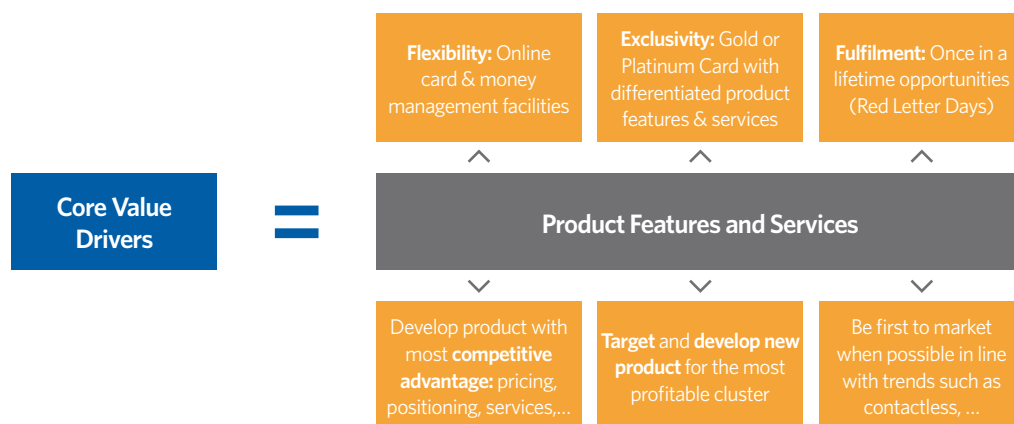 Flexibility: Online
card & money
management facilities
Exclusivity: Gold or
Platinum Card with
differentiated product
features & services
Fulfilment: Once in a
lifetime opportunities
(Red Letter Days)
Core Value
Drivers
=
Product Features and Services
Develop product with
most competitive
advantage: pricing,
positioning, services,...
Target and develop new
product for the most
profitable cluster
Be first to market
when possible in line
with trends such as
contactless, ...